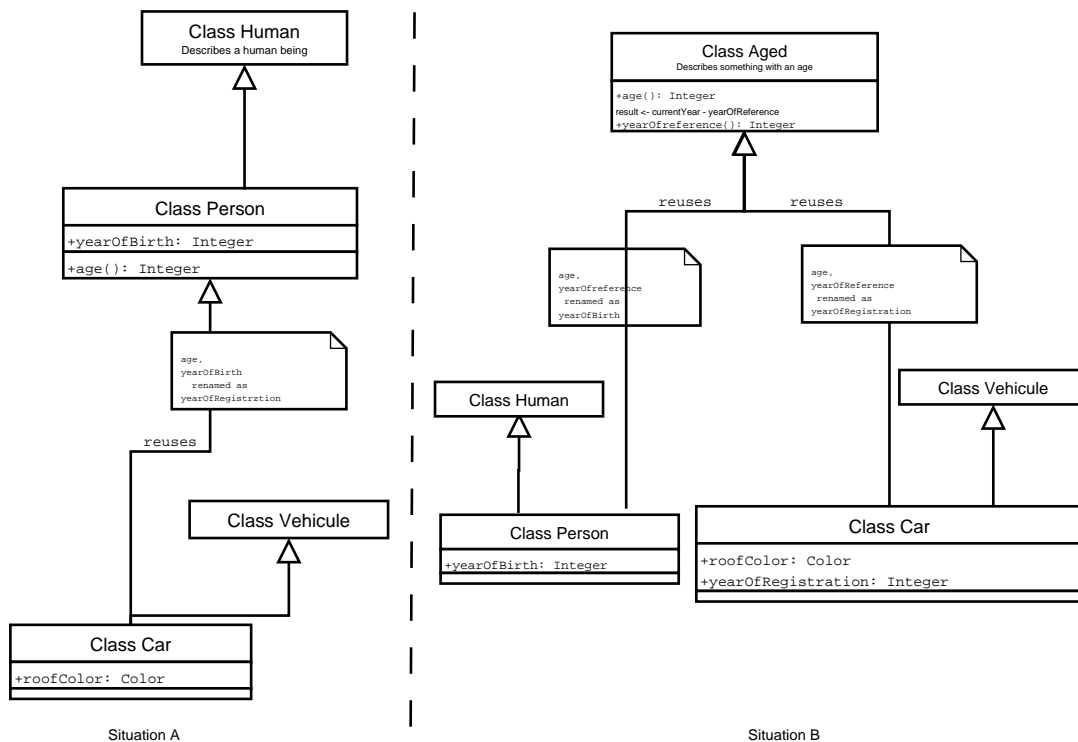 Class Human
Describes a human being
Class Person
+yearOfBirth: Integer
+age(): Integer
age,
yearOfBirth
renamed as
yearOfRegistrztion
reuses
Class Vehicule
Class Car
+roofColor: Color
Situation A
Class Aged
Describes something with an age
+age(): Integer
result <- currentYear - yearOfReference
+yearOfreference(): Integer
reuses
reuses
age,
yearOfreference
renamed as
yearOfBirth
age,
yearOfReference
renamed as
yearOfRegistration
Class Human
Class Vehicule
Class Person
+yearOfBirth: Integer
Class Car
+roofColor: Color
+yearOfRegistration: Integer
Situation B